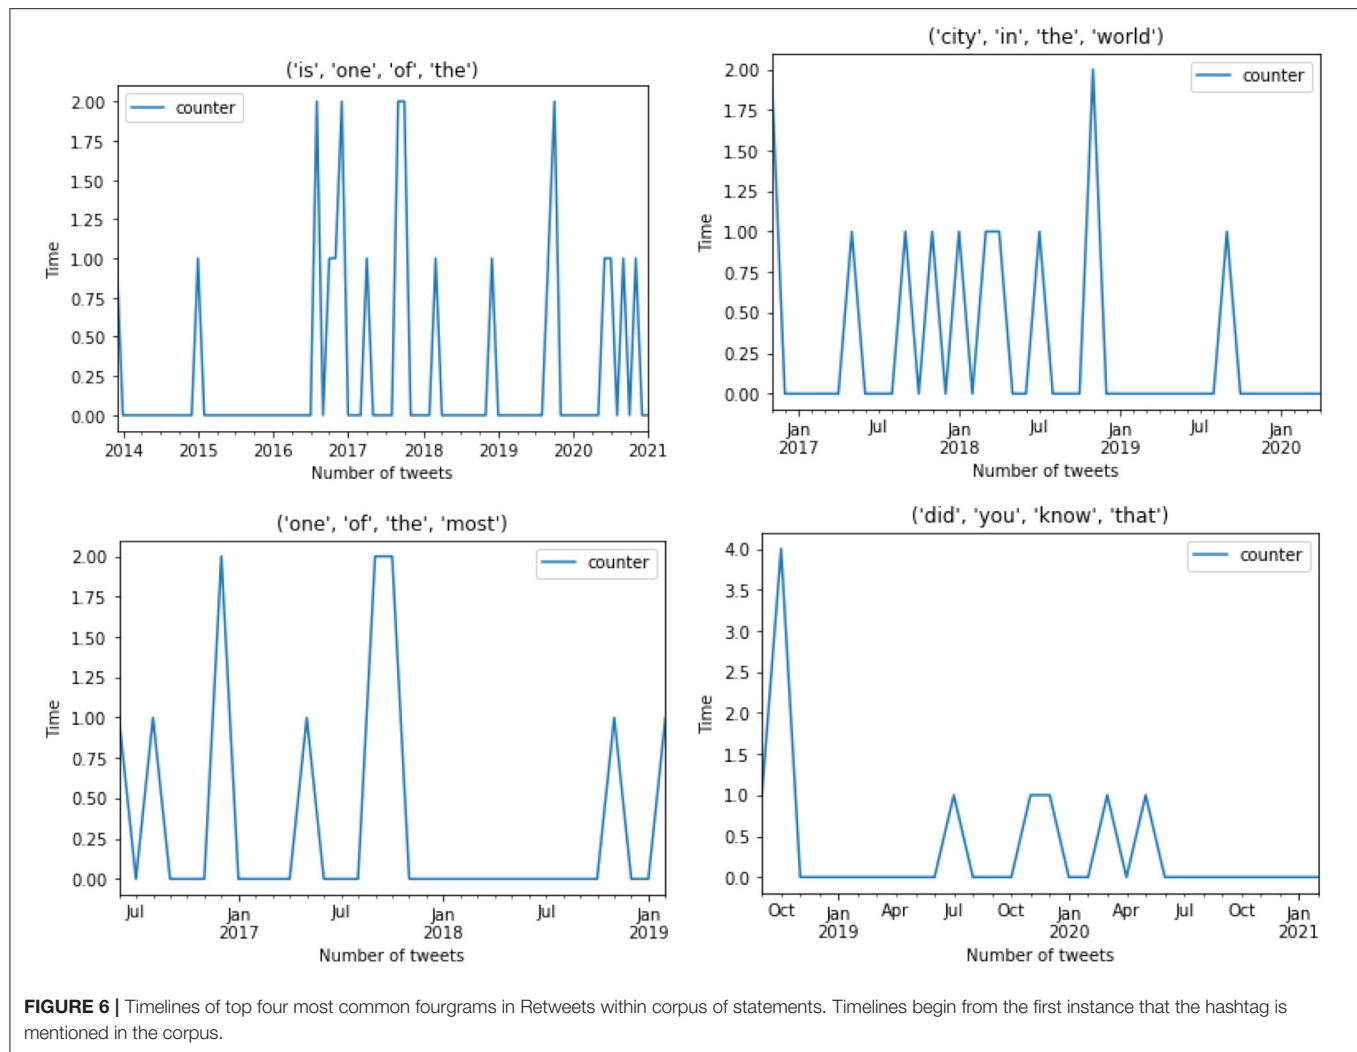 ('is', 'one', 'of', 'the')
counter
2.00
1.75
1.50
1.25
1.00
0.75
0.50
0.25
0.00
Time
2014 2015 2016 2017 2018 2019 2020 2021
Number of tweets
('city', 'in', 'the', 'world')
counter
2.00
1.75
1.50
1.25
1.00
0.75
0.50
0.25
0.00
Time
Jan Jul Jan Jul Jan Jul Jan
2017 2018 2019 2020
Number of tweets
('one', 'of', 'the', 'most')
counter
2.00
1.75
1.50
1.25
1.00
0.75
0.50
0.25
0.00
Time
Jul Jan Jul Jan Jul Jan
2017 2018 2019
Number of tweets
('did', 'you', 'know', 'that')
counter
4.0
3.5
3.0
2.5
2.0
1.5
1.0
0.5
0.0
Time
Oct Jan Apr Jul Oct Jan Apr Jul Oct Jan
2019 2020 2021
Number of tweets
FIGURE 6 | Timelines of top four most common fourgrams in Retweets within corpus of statements. Timelines begin from the first instance that the hashtag is
mentioned in the corpus.